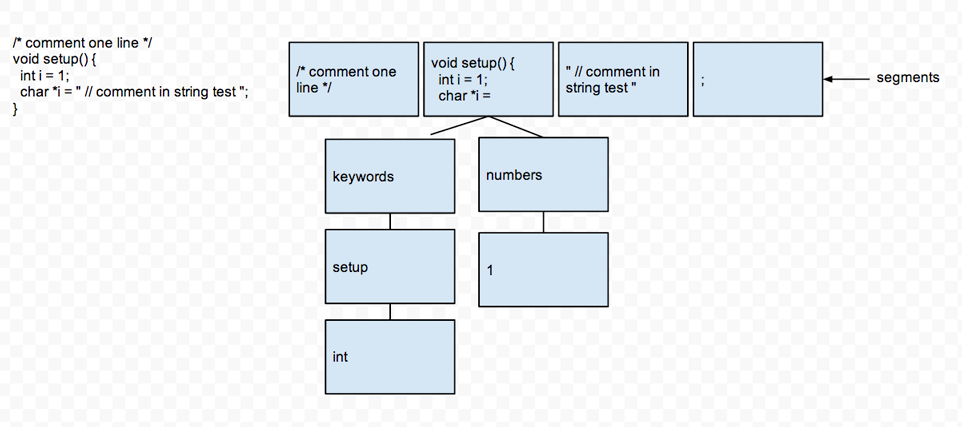 /* comment one line */
void setup() {
int i = 1;
char *i = " // comment in string test ";
}
/* comment one
line */
void setup() {
int i = 1;
char *i =
" // comment in
string test "
;
segments
keywords
numbers
setup
1
int